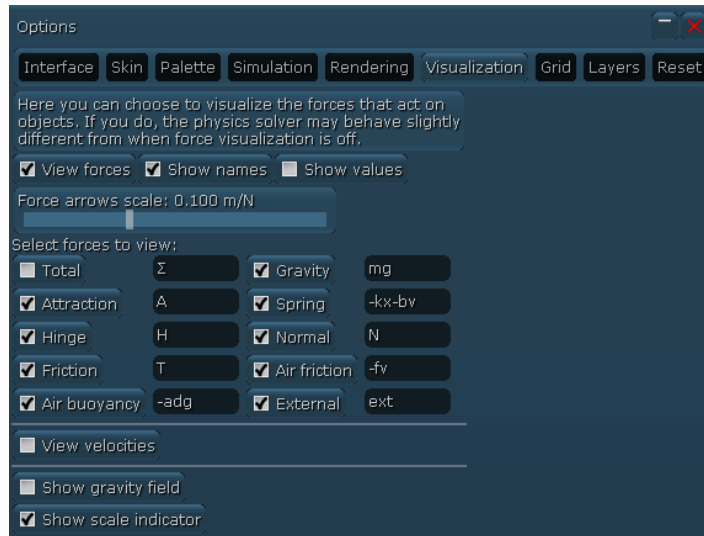 Options
Interface Skin Palette Simulation Rendering Visualization Grid Layers Reset
Here you can choose to visualize the forces that act on
objects. If you do, the physics solver may behave slightly
different from when force visualization is off.
View forces Show names Show values
Force arrows scale: 0.100 m/N
Select forces to view:
Total Σ Gravity mg
Attraction A Spring -kx-bv
Hinge H Normal N
Friction T Air friction -fv
Air buoyancy -adg External ext
View velocities
Show gravity field
Show scale indicator